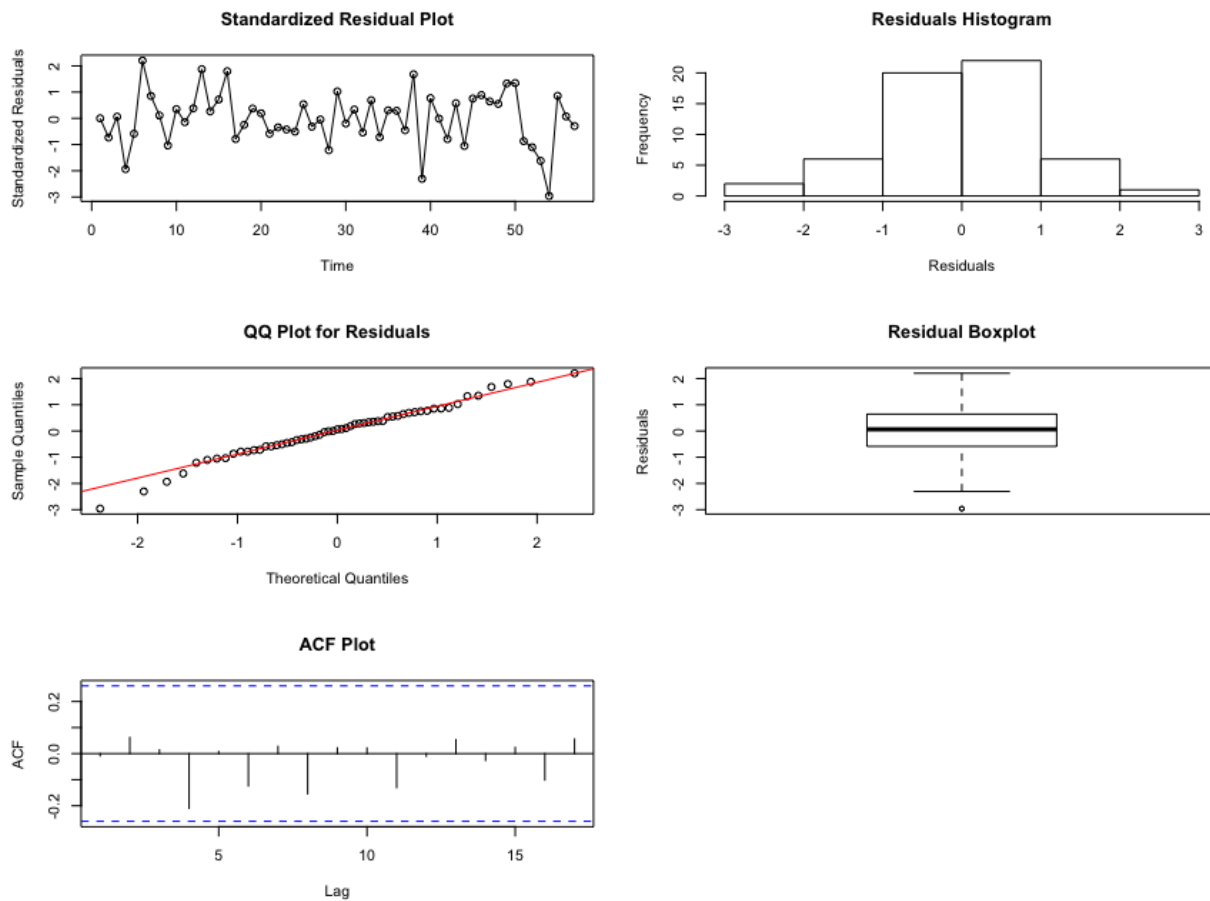 Standardized Residual Plot
Standardized Residuals
2
1
0
-1
-2
-3
0 10 20 30 40 50
Time
Residuals Histogram
Frequency
20
15
10
5
0
-3 -2 -1 0 1 2 3
Residuals
QQ Plot for Residuals
Sample Quantiles
2
1
0
-1
-2
-3
-2 -1 0 1 2
Theoretical Quantiles
Residual Boxplot
Residuals
2
1
0
-1
-2
-3
ACF Plot
ACF
0.2
0.0
-0.2
5 10 15
Lag